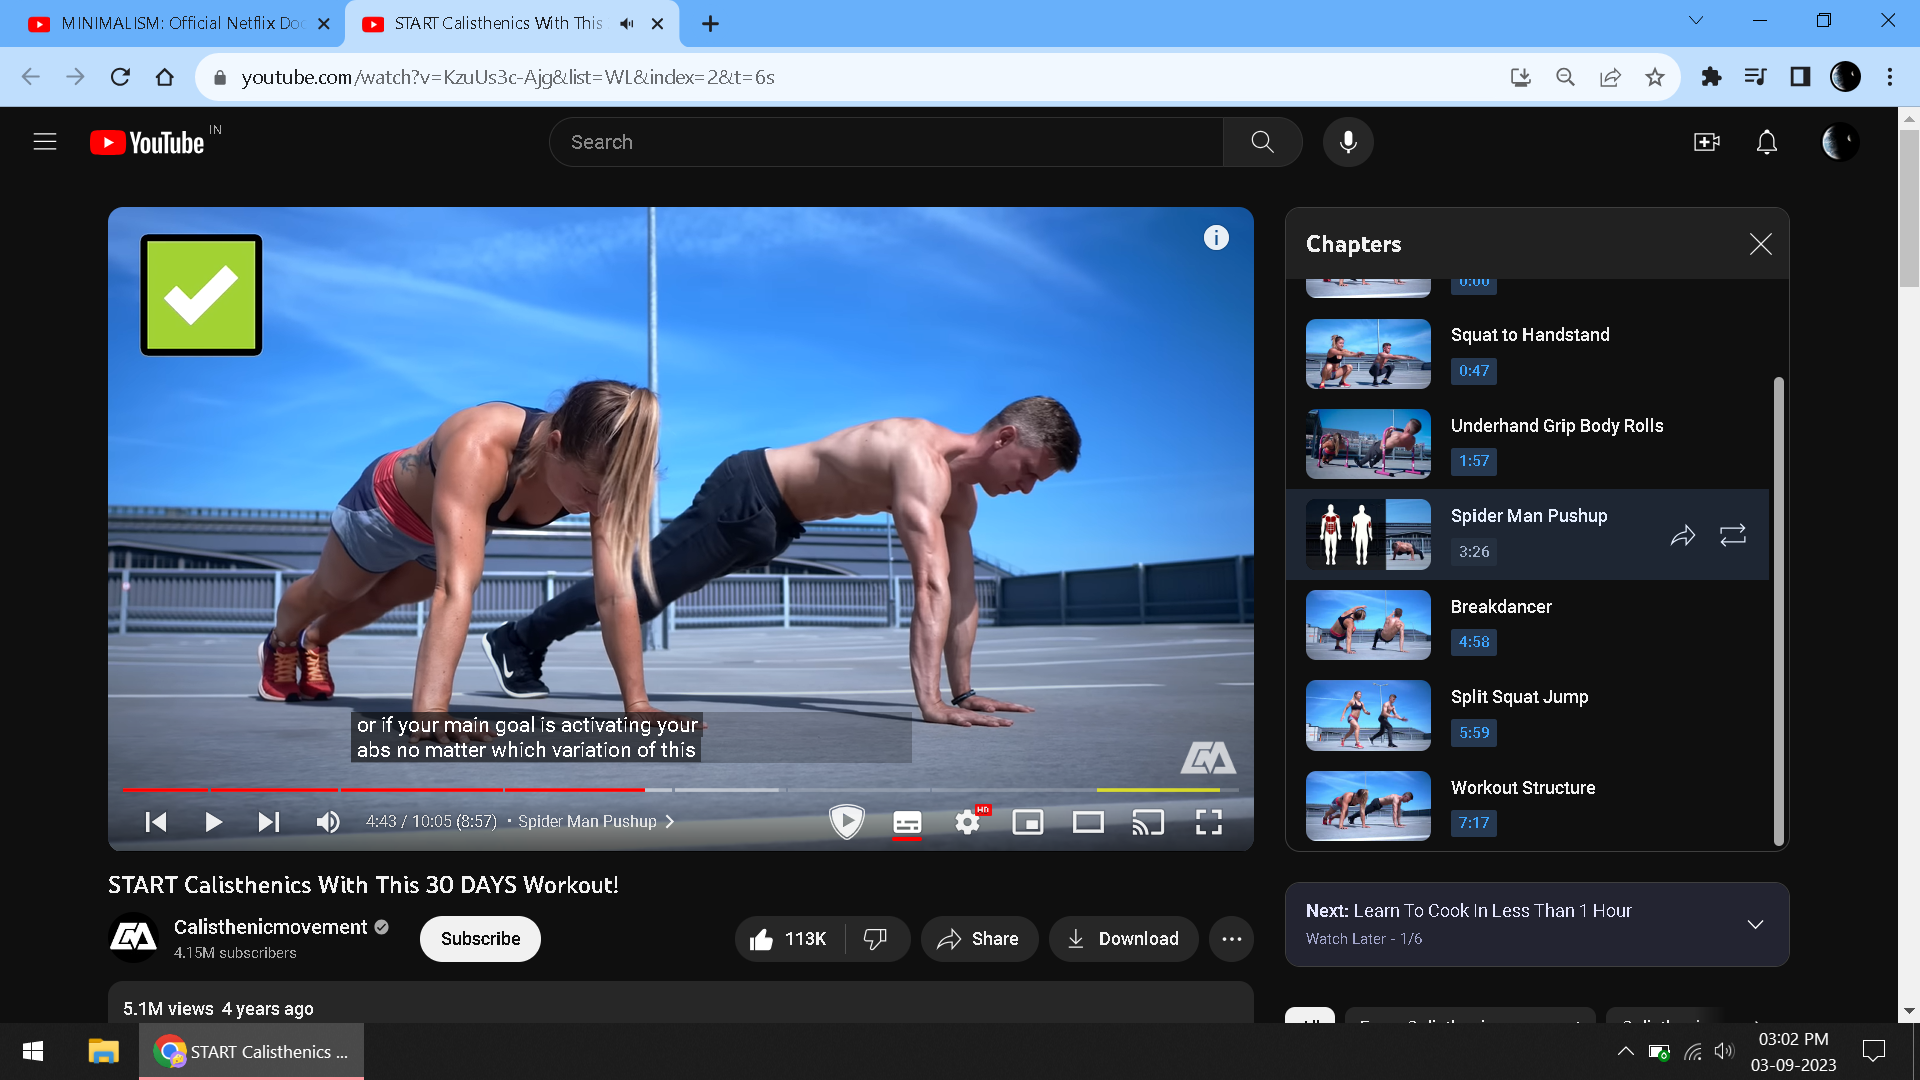 MINIMALISM: Official Netflix Doc
START Calisthenics With This
youtube.com/watch?v=KzuUs3c-Ajg&list=WL&index=2&t=6s
YouTube IN
Search
or if your main goal is activating your
abs no matter which variation of this
4:43 / 10:05 (8:57) • Spider Man Pushup
HD
START Calisthenics With This 30 DAYS Workout!
Calisthenicmovement
4.15M subscribers
Subscribe
113K
Share
Download
5.1M views 4 years ago
Chapters
0:00
Squat to Handstand
0:47
Underhand Grip Body Rolls
1:57
Spider Man Pushup
3:26
Breakdancer
4:58
Split Squat Jump
5:59
Workout Structure
7:17
Next: Learn To Cook In Less Than 1 Hour
Watch Later - 1/6
START Calisthenics ...
03:02 PM
03-09-2023